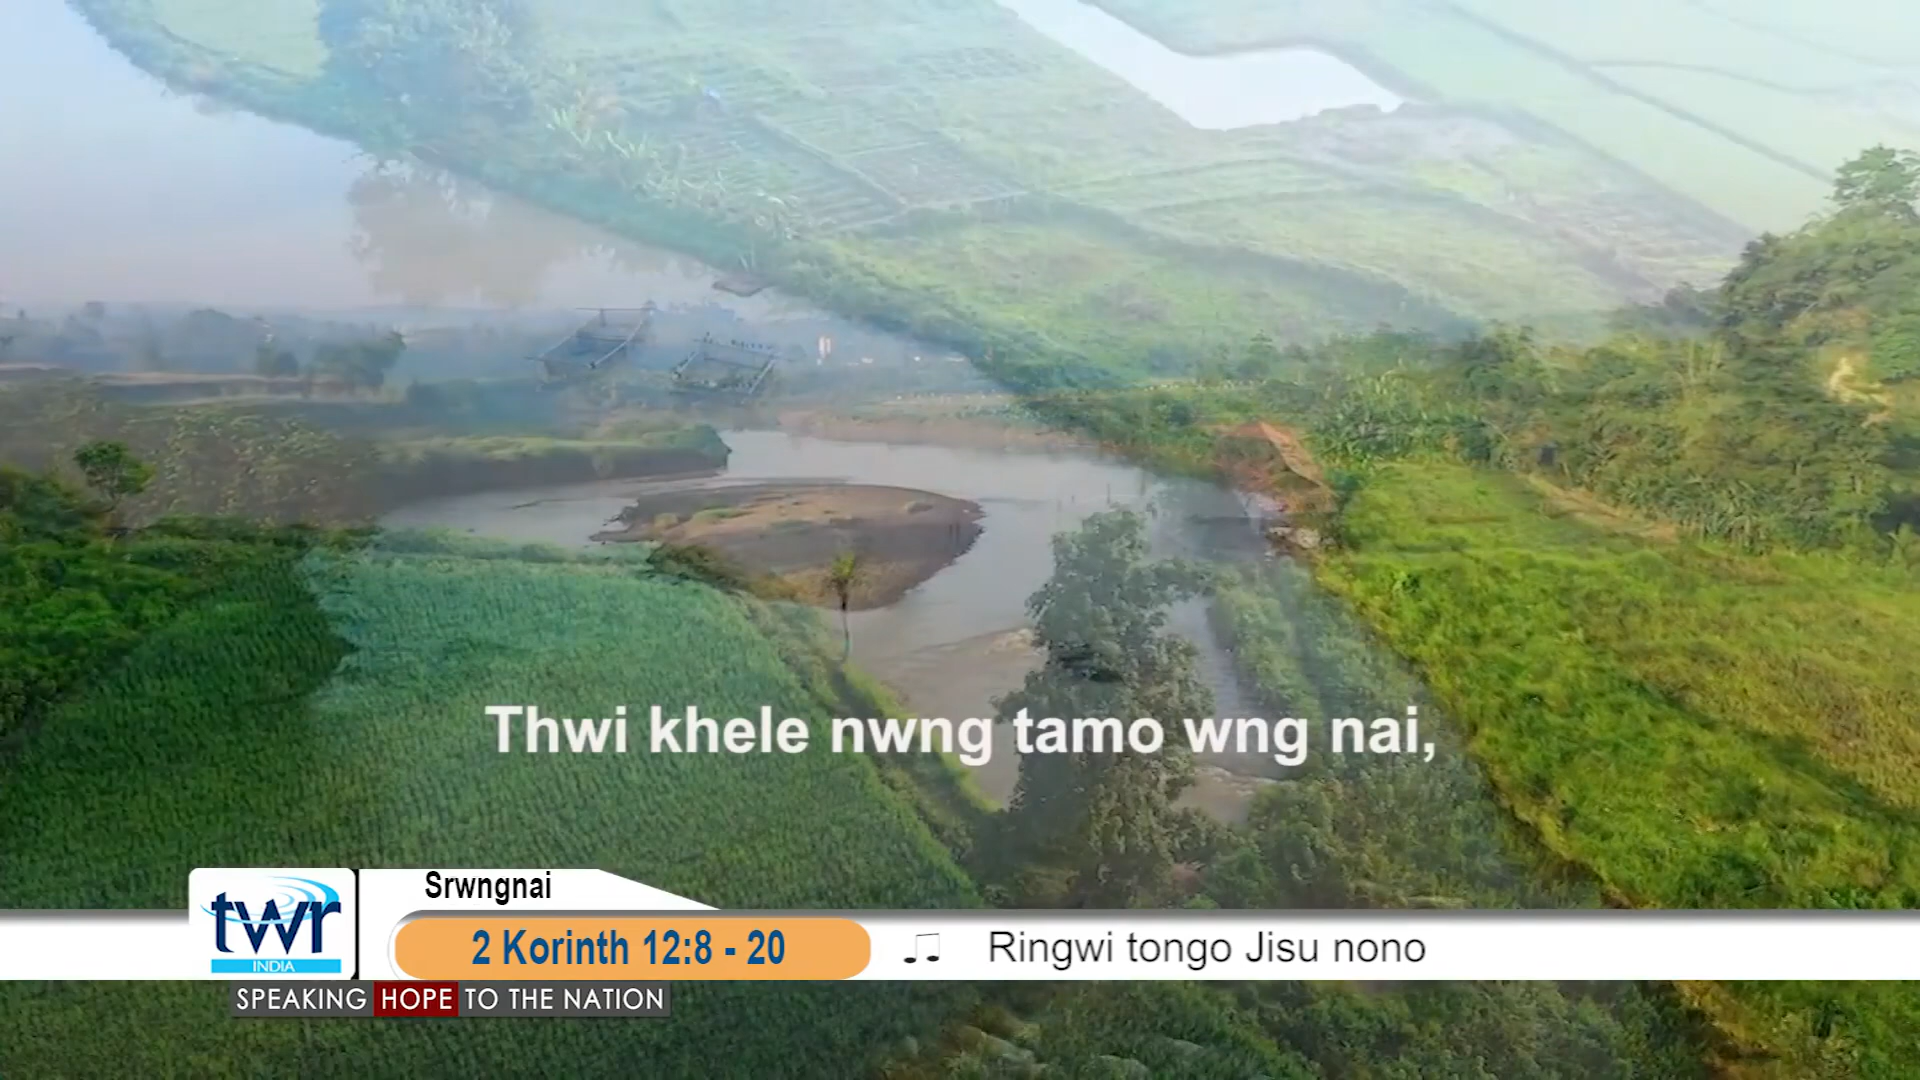 Thwi khele nwng tamo wng nai,
Srwngnai
twr
INDIA
2 Korinth 12:8 - 20
Ringwi tongo Jisu nono
SPEAKING HOPE TO THE NATION